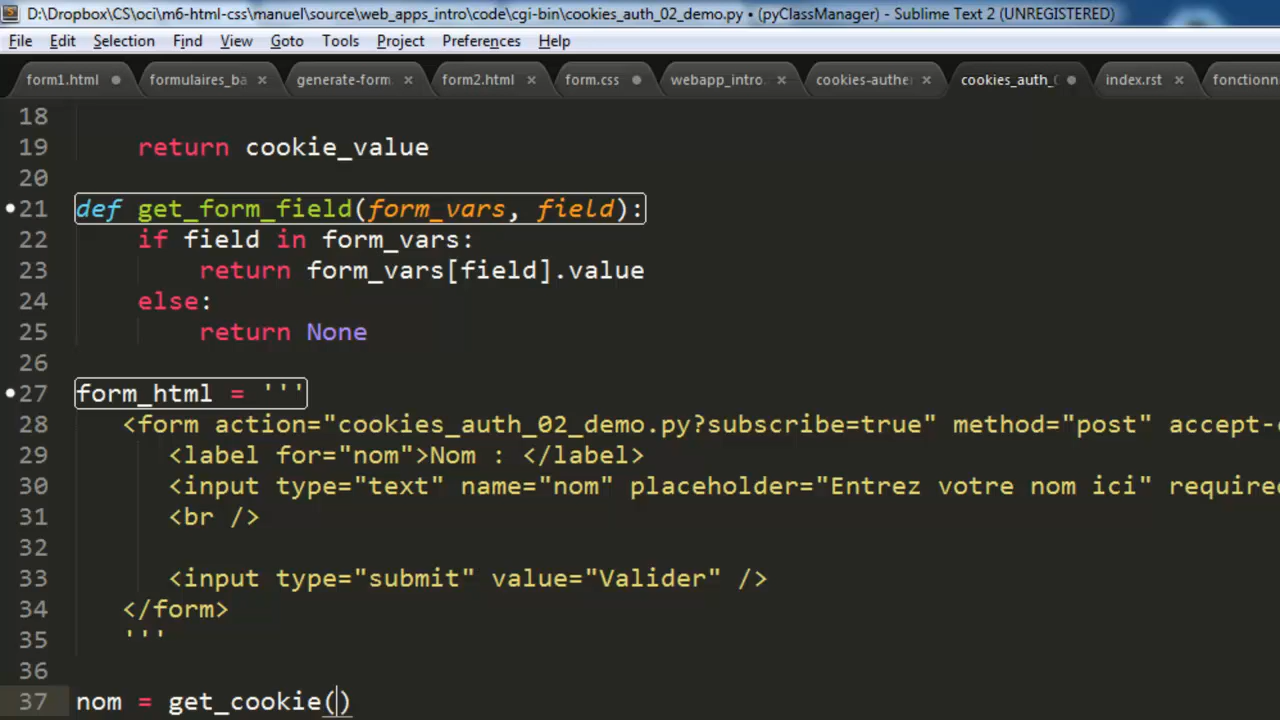 D:\Dropbox\CS\oci\m6-html-css\manuel\source\web_apps_intro\code\cgi-bin\cookies_auth_02_demo.py • (pyClassManager) - Sublime Text 2 (UNREGISTERED)
File Edit Selection Find View Goto Tools Project Preferences Help
form1.html • formulaires_ba × generate-form. × form2.html × form.css • webapp_intro. × cookies-authe × cookies_auth_0 • index.rst × fonctionn
18
19 return cookie_value
20
21 def get_form_field(form_vars, field):
22 if field in form_vars:
23 return form_vars[field].value
24 else:
25 return None
26
27 form_html = '''
28 <form action="cookies_auth_02_demo.py?subscribe=true" method="post" accept-
29 <label for="nom">Nom : </label>
30 <input type="text" name="nom" placeholder="Entrez votre nom ici" required
31 <br />
32
33 <input type="submit" value="Valider" />
34 </form>
35 '''
36
37 nom = get_cookie()